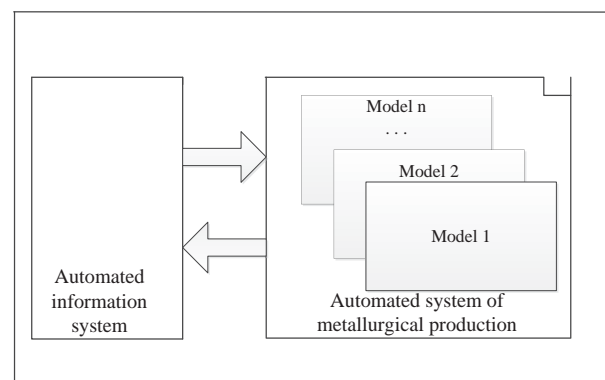 Model n
. . .
Model 2
Model 1
Automated
information
system
Automated system of
metallurgical production